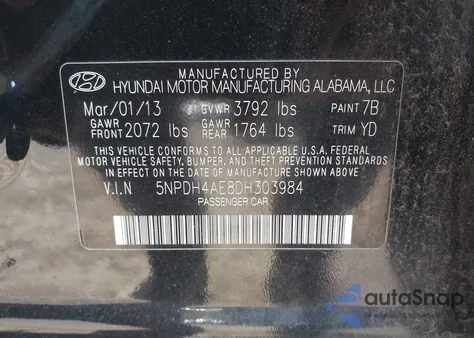 MANUFACTURED BY
HYUNDAI MOTOR MANUFACTURING ALABAMA, LLC
Mar/01/13 GVWR 3792 lbs PAINT 7B
GAWR FRONT 2072 lbs GAWR REAR 1764 lbs TRIM YD
THIS VEHICLE CONFORMS TO ALL APPLICABLE U.S.A. FEDERAL
MOTOR VEHICLE SAFETY, BUMPER, AND THEFT PREVENTION
STANDARDS IN EFFECT ON THE DATE OF MANUFACTURE SHOWN ABOVE.
V.I.N 5NPDH4AE8DH303984
PASSENGER CAR
autoSnap